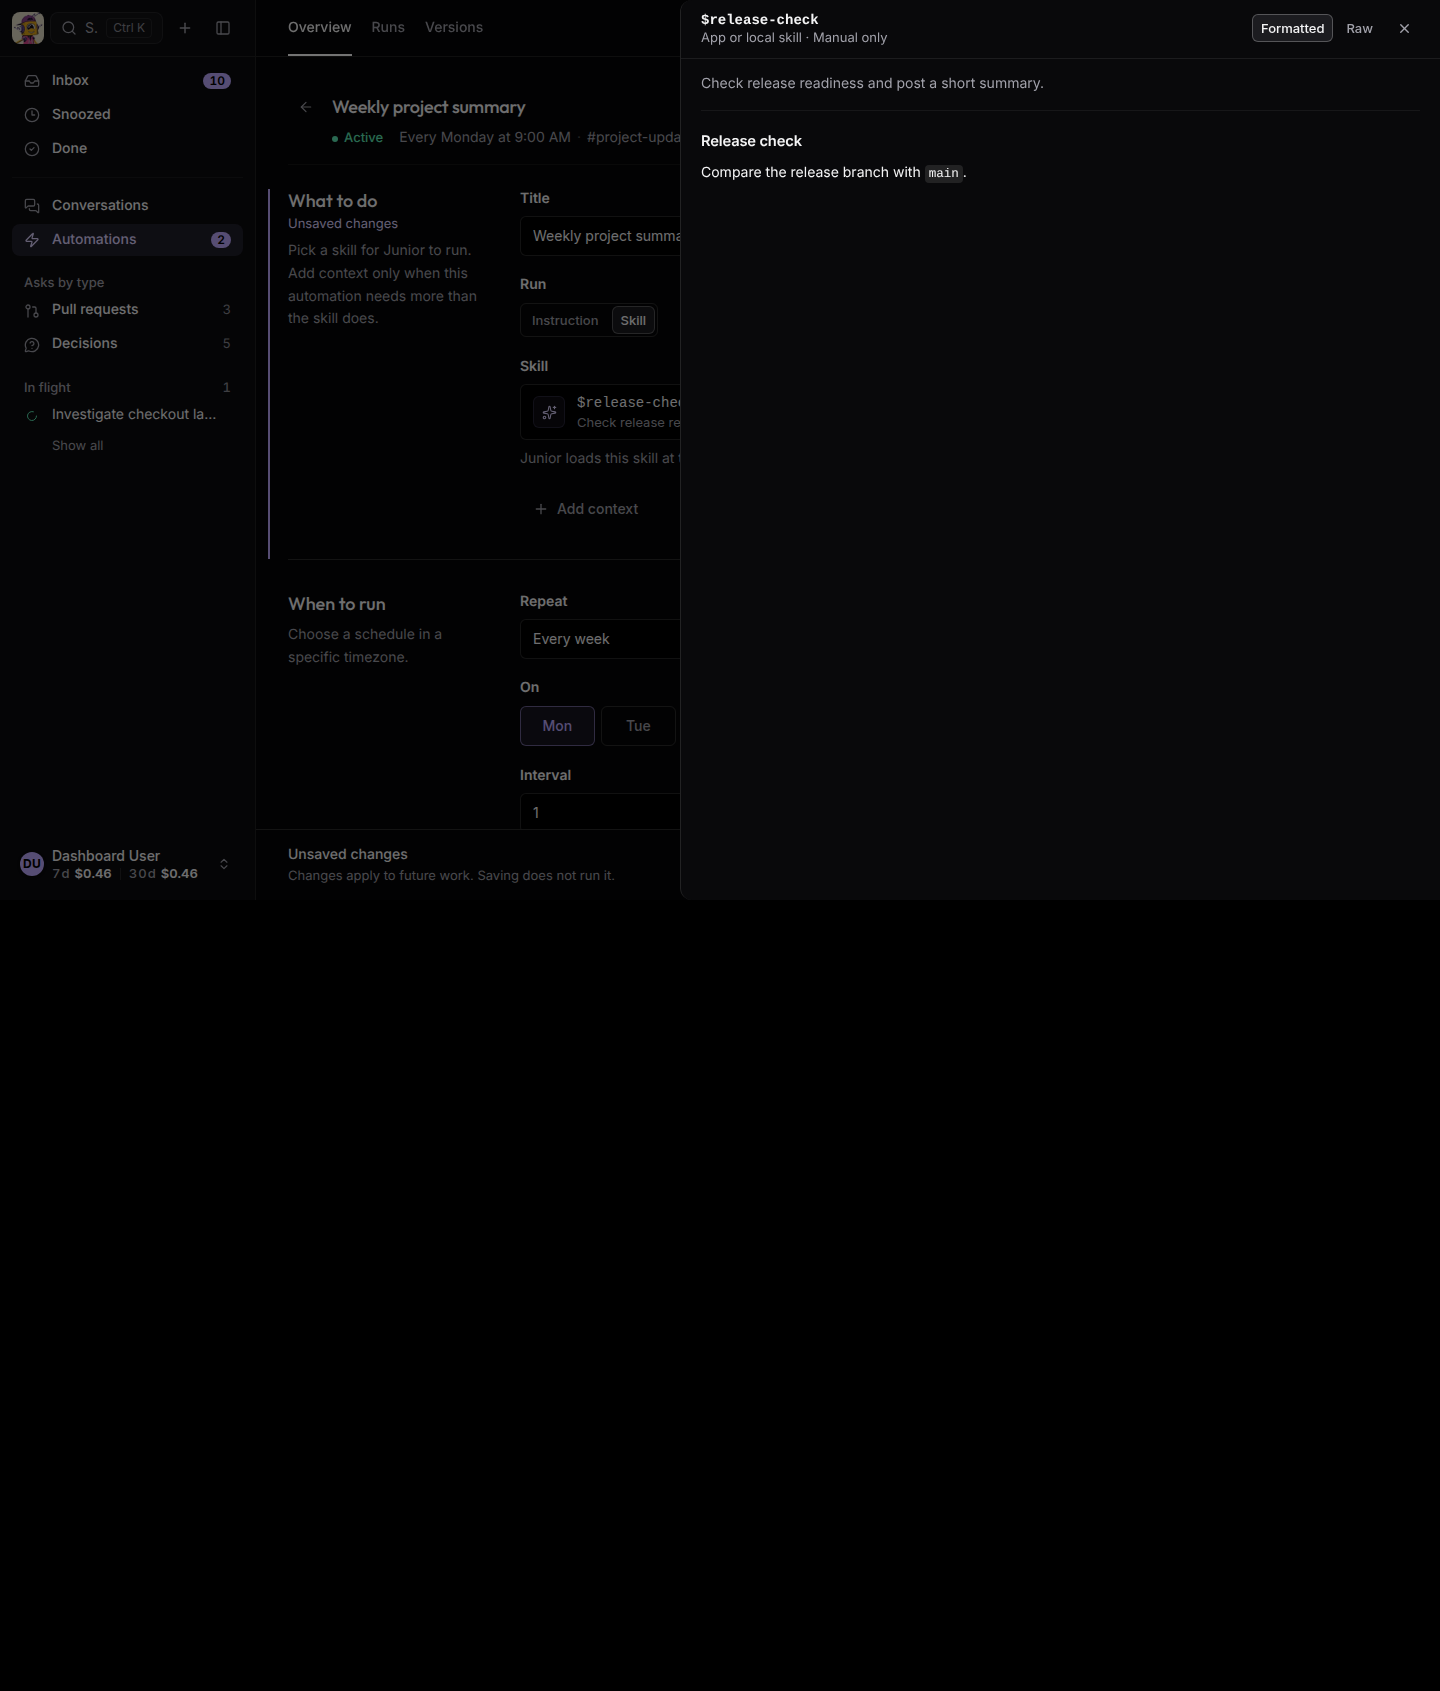 S. Ctrl K
Inbox 10
Snoozed
Done
Conversations
Automations 2
Asks by type
Pull requests 3
Decisions 5
In flight 1
Investigate checkout la...
Show all
Dashboard User
7d $0.46 30d $0.46
Overview Runs Versions
Weekly project summary
Active Every Monday at 9:00 AM · #project-upda
What to do
Unsaved changes
Pick a skill for Junior to run.
Add context only when this
automation needs more than
the skill does.
Title
Weekly project summa
Run
Instruction Skill
Skill
$release-chec
Check release re
Junior loads this skill at
Add context
When to run
Choose a schedule in a
specific timezone.
Repeat
Every week
On
Mon Tue
Interval
1
Unsaved changes
Changes apply to future work. Saving does not run it.
$release-check
App or local skill · Manual only
Formatted Raw
Check release readiness and post a short summary.
Release check
Compare the release branch with main.